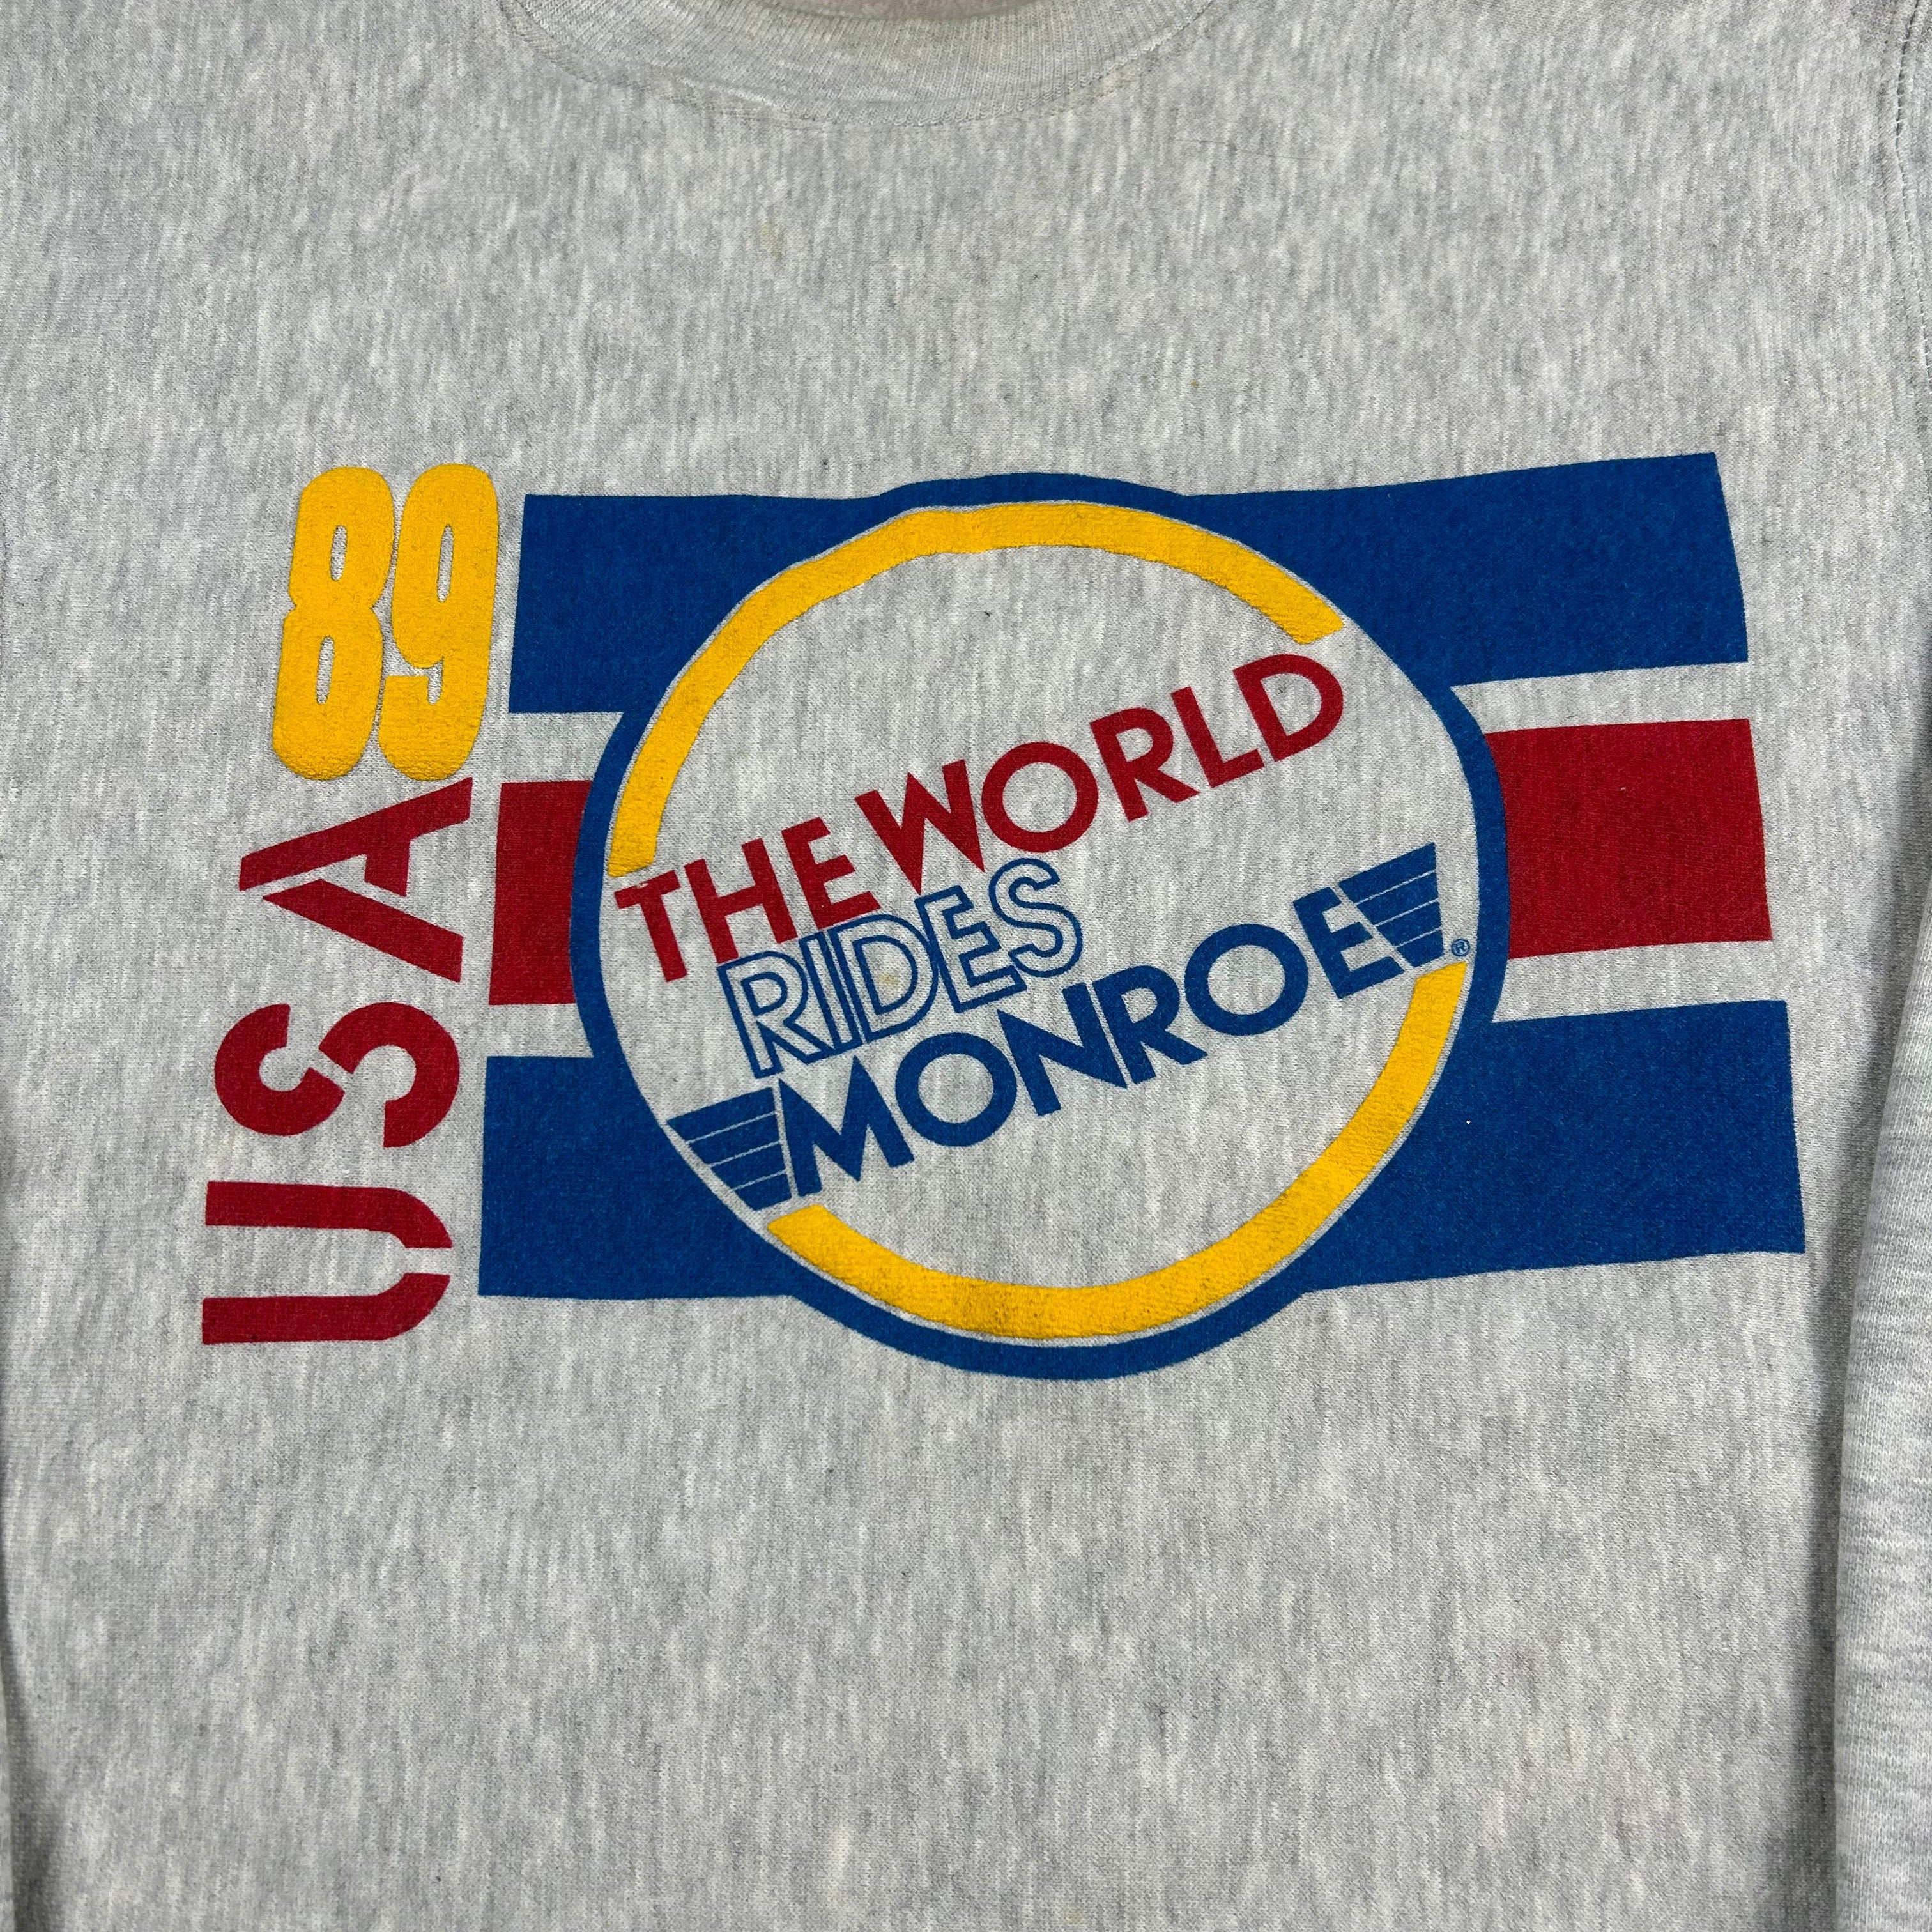 USA 89
THE WORLD
RIDES
MONROE®